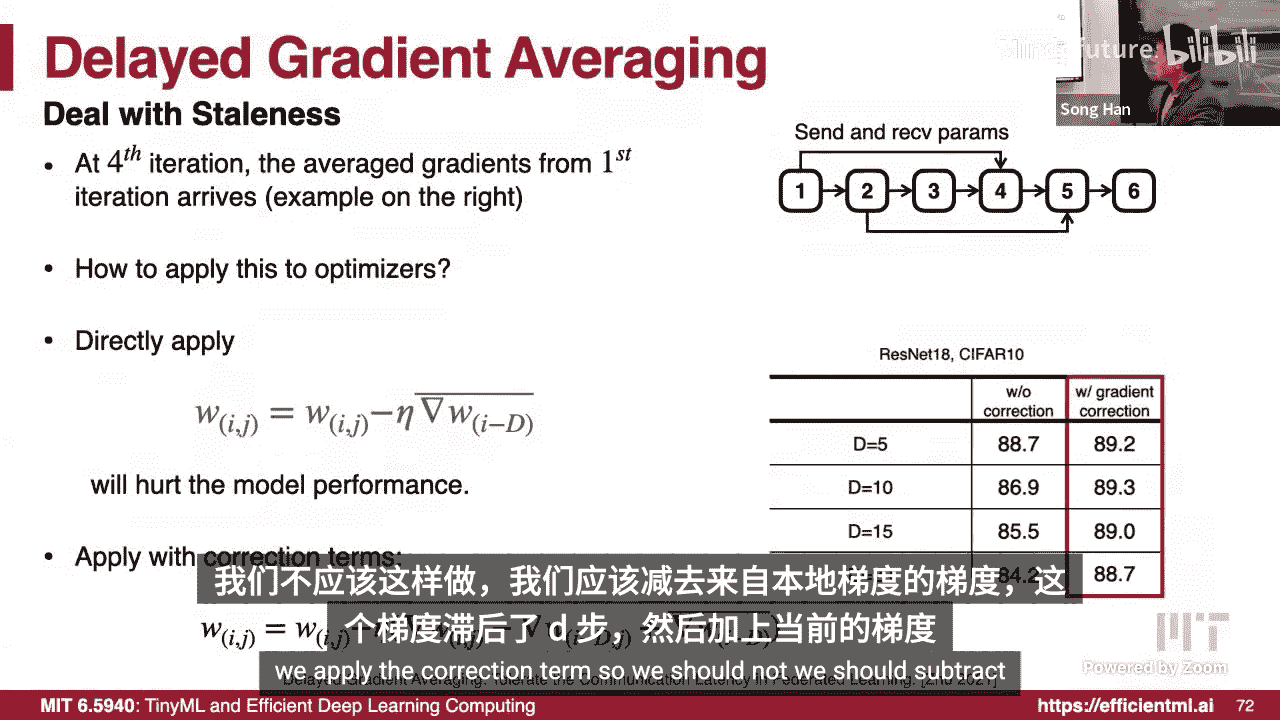 Delayed Gradient Averaging
Deal with Staleness
• At 4th iteration, the averaged gradients from 1st
iteration arrives (example on the right)
• How to apply this to optimizers?
• Directly apply
w(i,j) = w(i,j)−η∇w(i−D)
will hurt the model performance.
• Apply with correction terms:
w(i,j) = w(i,j)
Send and recv params
1 2 3 4 5 6
ResNet18, CIFAR10
w/o correction w/ gradient correction
D=5 88.7 89.2
D=10 86.9 89.3
D=15 85.5 89.0
84.2 88.7
我们不应该这样做，我们应该减去来自本地梯度的梯度，这
个梯度滞后了 d 步，然后加上当前的梯度
we apply the correction term so we should not we should subtract
Song Han
future.
bilibili
MIT
Powered by Zoom
MIT 6.5940: TinyML and Efficient Deep Learning Computing
https://efficientml.ai
72